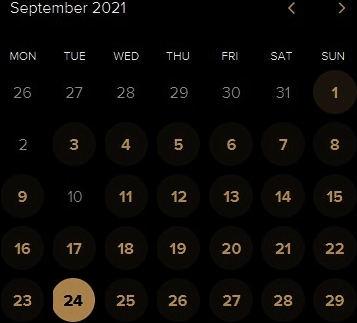 September 2021
MON TUE WED THU FRI SAT SUN
26 27 28 29 30 31 1
2 3 4 5 6 7 8
9 10 11 12 13 14 15
16 17 18 19 20 21 22
23 24 25 26 27 28 29